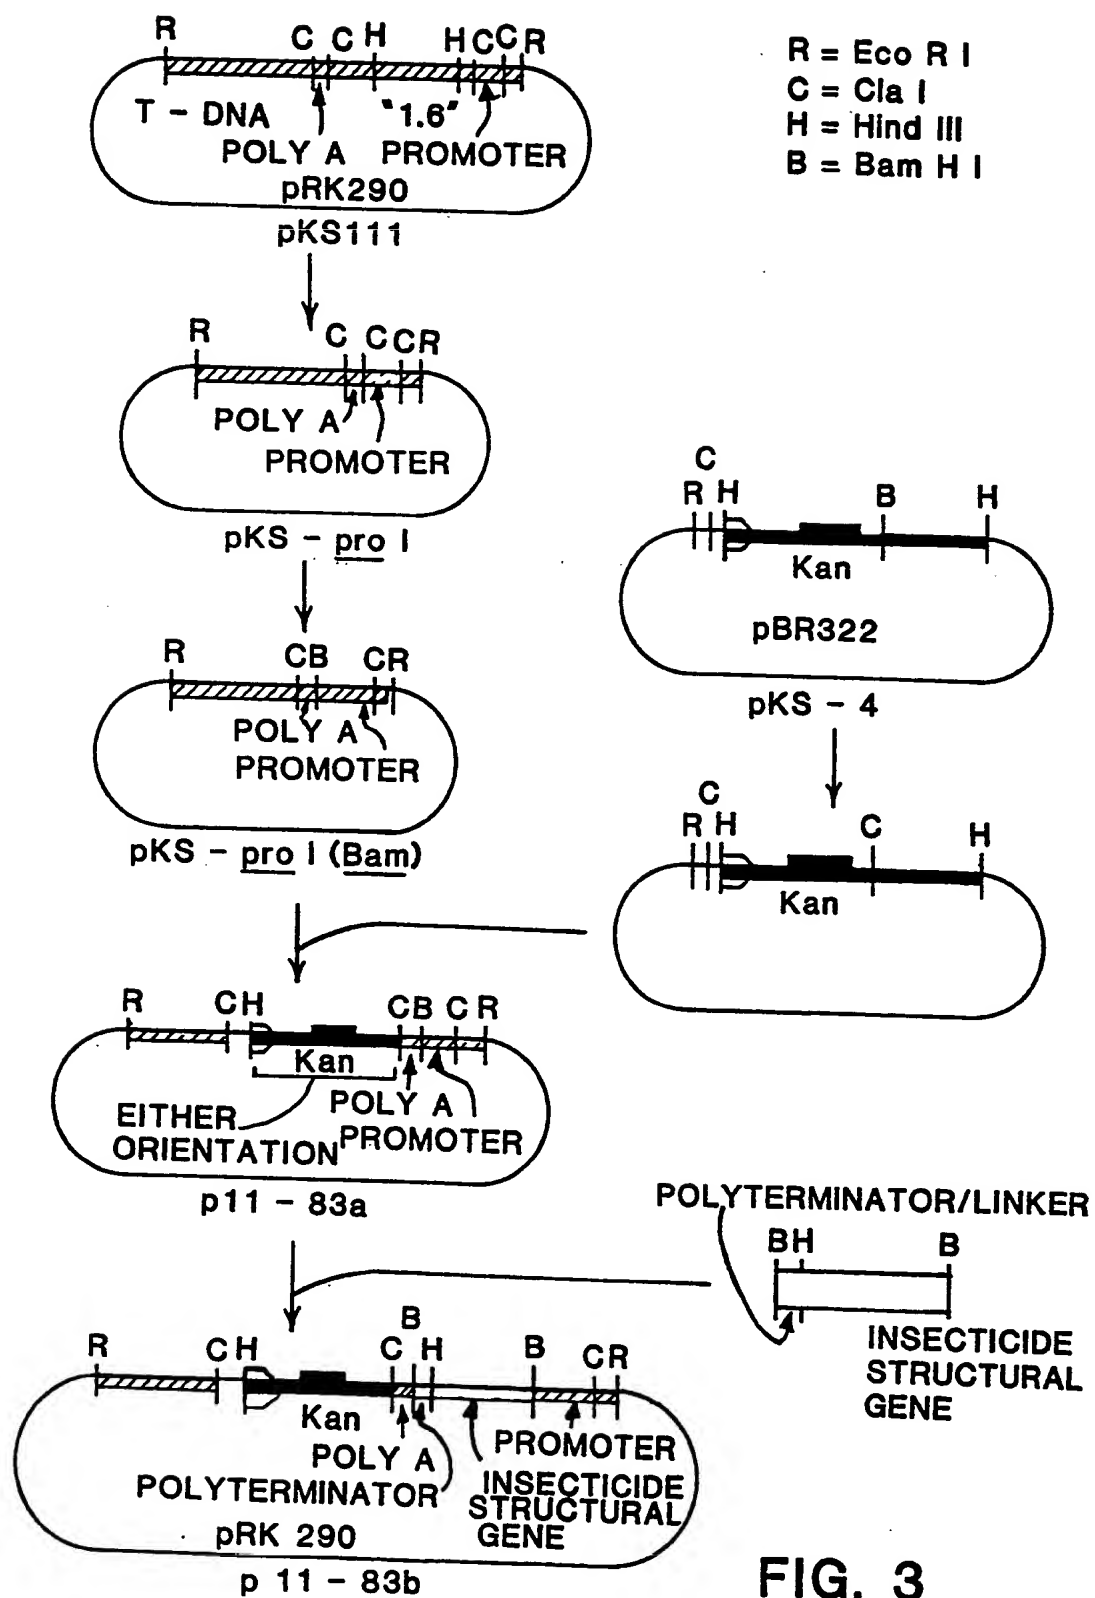 R C C H H C C R
T - DNA "1.6"
POLY A PROMOTER
pRK290
pKS111
R = Eco R I
C = Cla I
H = Hind III
B = Bam H I
R C C C R
POLY A
PROMOTER
pKS - pro I
C
R H B H
Kan
pBR322
pKS - 4
R C B C R
POLY A
PROMOTER
pKS - pro I (Bam)
C
R H C H
Kan
R C H C B C R
Kan
POLY A
EITHER
ORIENTATION
PROMOTER
p11 - 83a
POLYTERMINATOR/LINKER
B H B
INSECTICIDE
STRUCTURAL
GENE
B
R C H C H B C R
Kan
PROMOTER
POLY A
POLYTERMINATOR
INSECTICIDE
STRUCTURAL
GENE
pRK 290
p 11 - 83b
FIG. 3